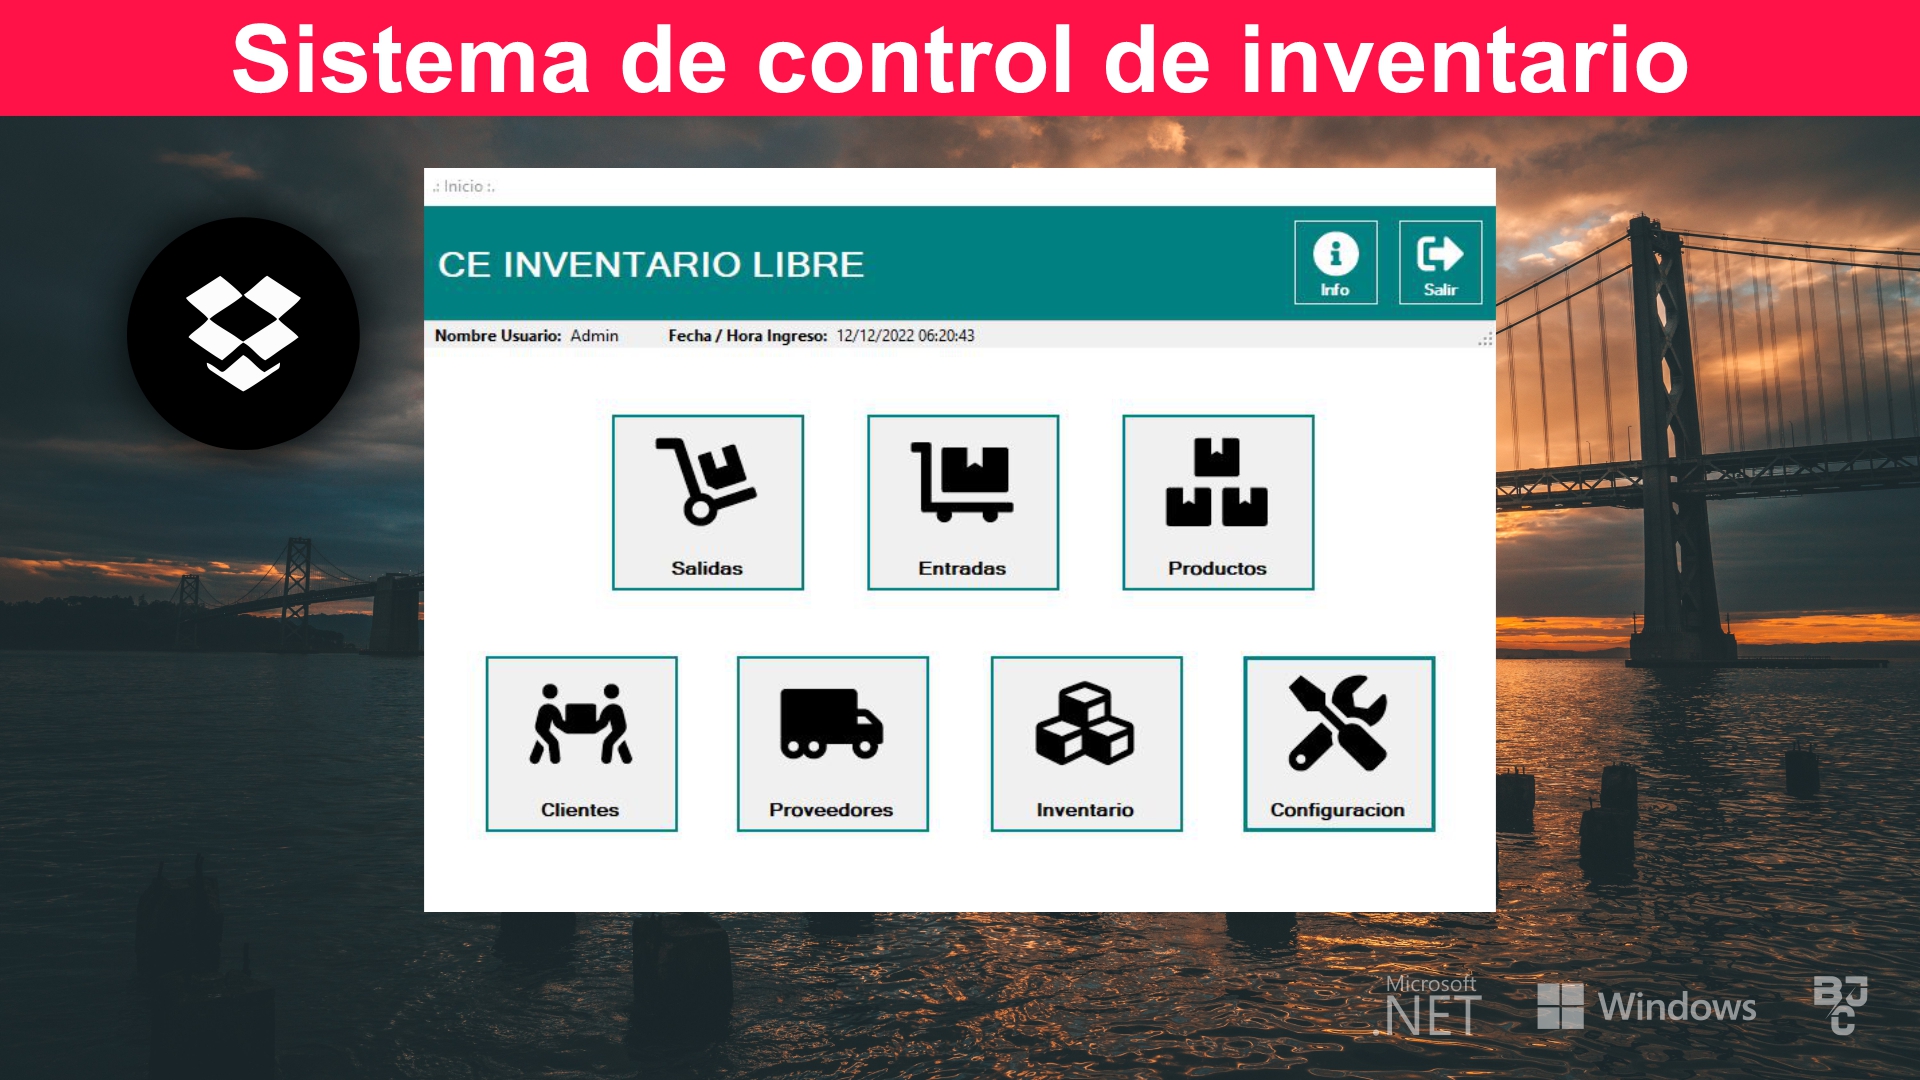 Sistema de control de inventario
.: Inicio :.
CE INVENTARIO LIBRE
Info
Salir
Nombre Usuario: Admin Fecha / Hora Ingreso: 12/12/2022 06:20:43
Salidas
Entradas
Productos
Clientes
Proveedores
Inventario
Configuracion
Microsoft
.NET
Windows
BJC